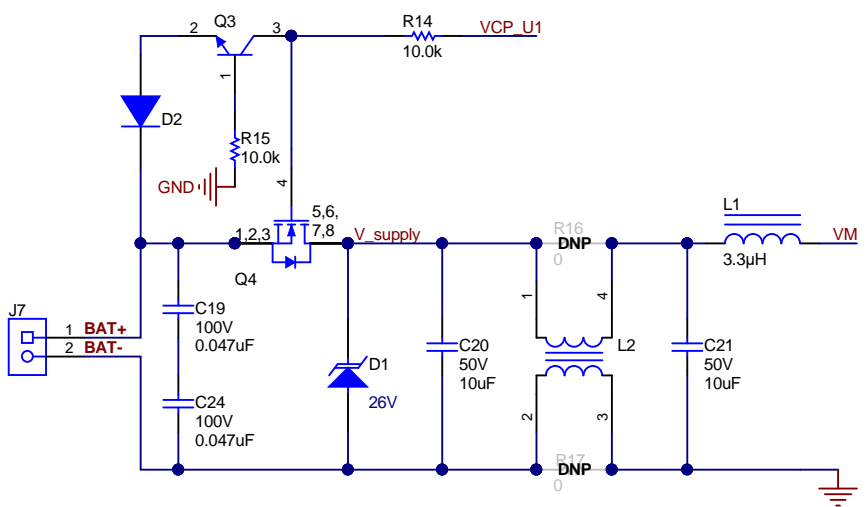 Q3
2
3
R14
VCP_U1
10.0k
1
D2
R15
10.0k
GND
4
5,6,
7,8
1,2,3
V_supply
Q4
R16
DNP
0
L1
3.3µH
VM
J7
1 BAT+
2 BAT-
C19
100V
0.047uF
C24
100V
0.047uF
D1
26V
C20
50V
10uF
1
4
L2
2
3
C21
50V
10uF
R17
DNP
0